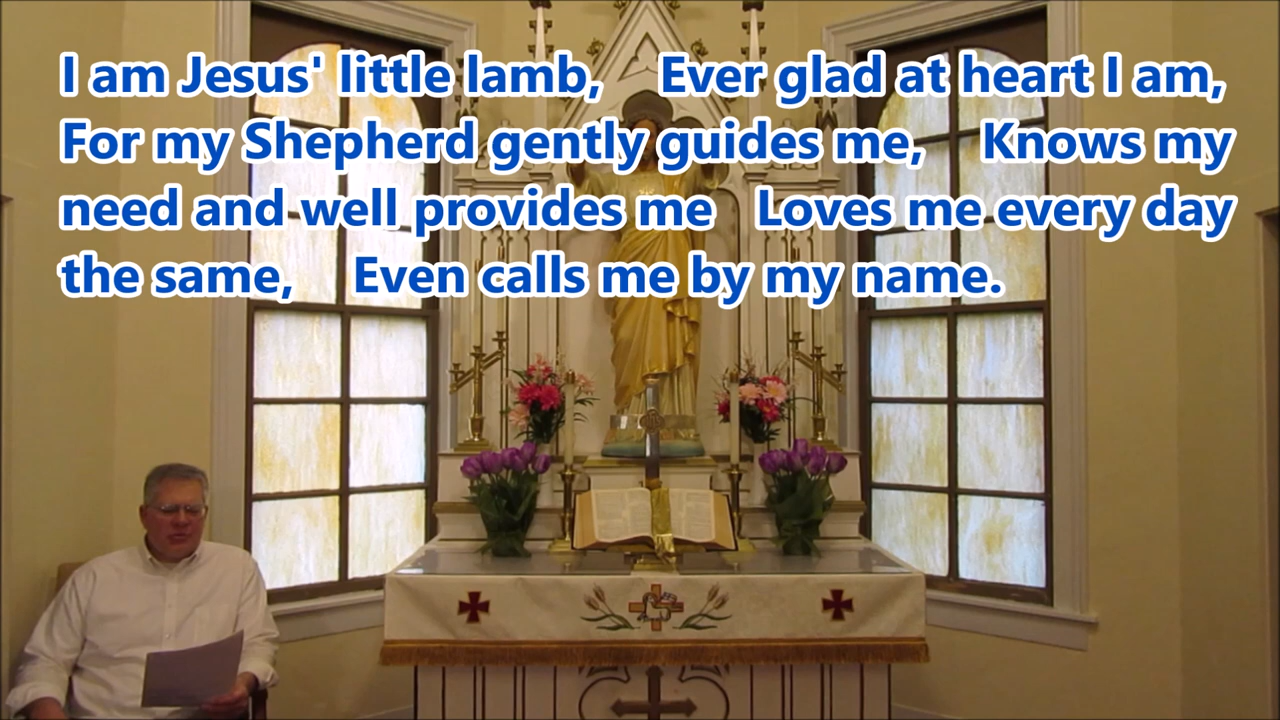 I am Jesus' little lamb, Ever glad at heart I am,
For my Shepherd gently guides me, Knows my
need and well provides me Loves me every day
the same, Even calls me by my name.